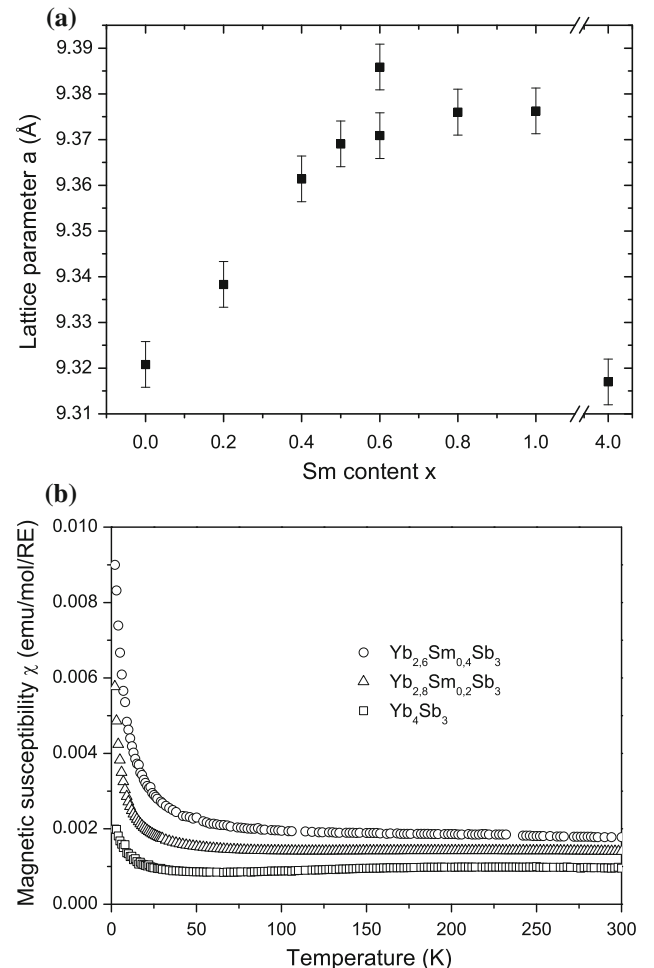 (a)
9.39
9.38
9.37
9.36
9.35
9.34
9.33
9.32
9.31
Lattice parameter a (Å)
0.0 0.2 0.4 0.6 0.8 1.0 4.0
Sm content x
(b)
0.010
0.008
0.006
0.004
0.002
0.000
Magnetic susceptibility χ (emu/mol/RE)
Yb2,6Sm0,4Sb3
Yb2,8Sm0,2Sb3
Yb4Sb3
0 50 100 150 200 250 300
Temperature (K)